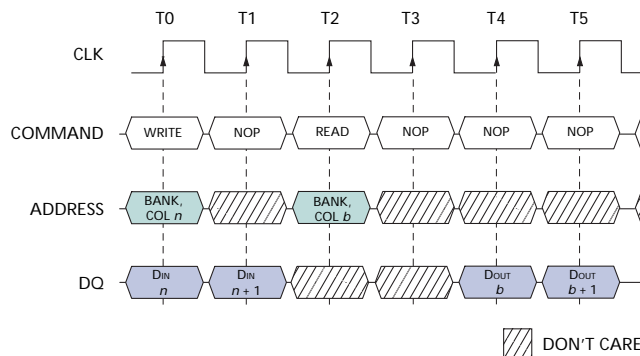 T0 T1 T2 T3 T4 T5
CLK
COMMAND WRITE NOP READ NOP NOP NOP
ADDRESS BANK, COL n BANK, COL b
DQ DIN n DIN n + 1 DOUT b DOUT b + 1
DON'T CARE